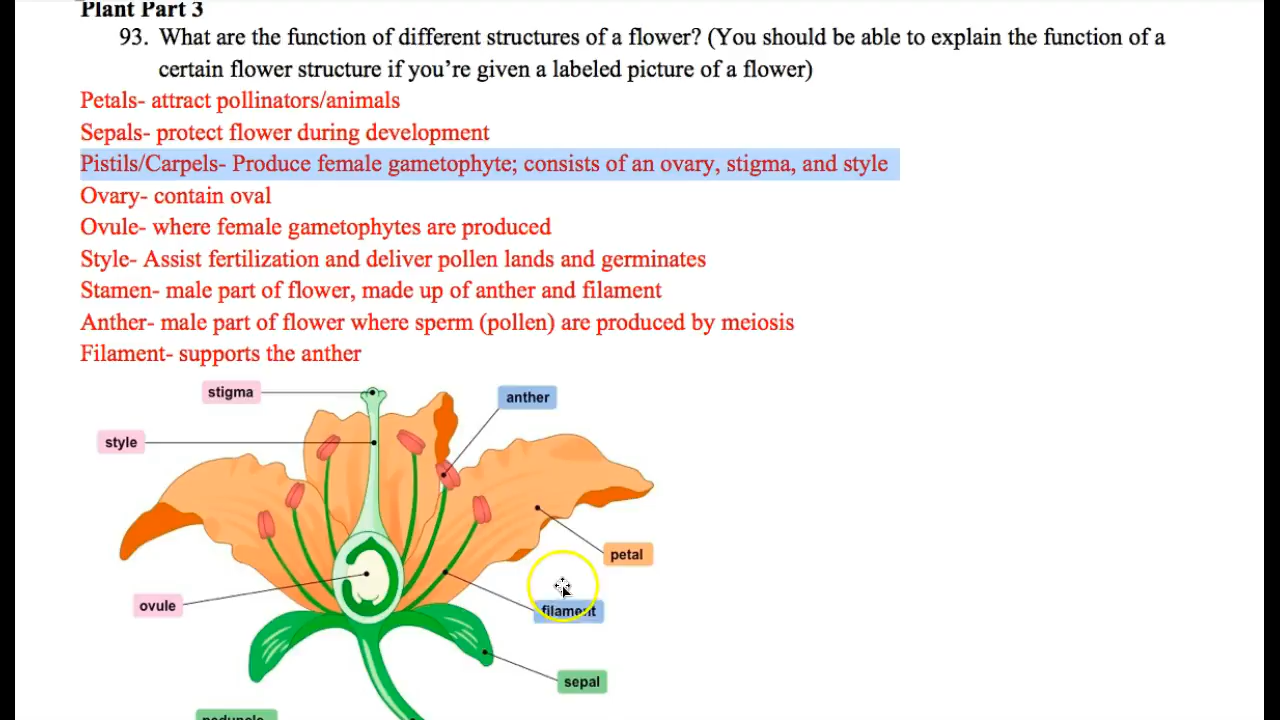 Plant Part 3
93. What are the function of different structures of a flower? (You should be able to explain the function of a
certain flower structure if you're given a labeled picture of a flower)
Petals- attract pollinators/animals
Sepals- protect flower during development
Pistils/Carpels- Produce female gametophyte; consists of an ovary, stigma, and style
Ovary- contain oval
Ovule- where female gametophytes are produced
Style- Assist fertilization and deliver pollen lands and germinates
Stamen- male part of flower, made up of anther and filament
Anther- male part of flower where sperm (pollen) are produced by meiosis
Filament- supports the anther
stigma
anther
style
petal
ovule
filament
sepal
peduncle